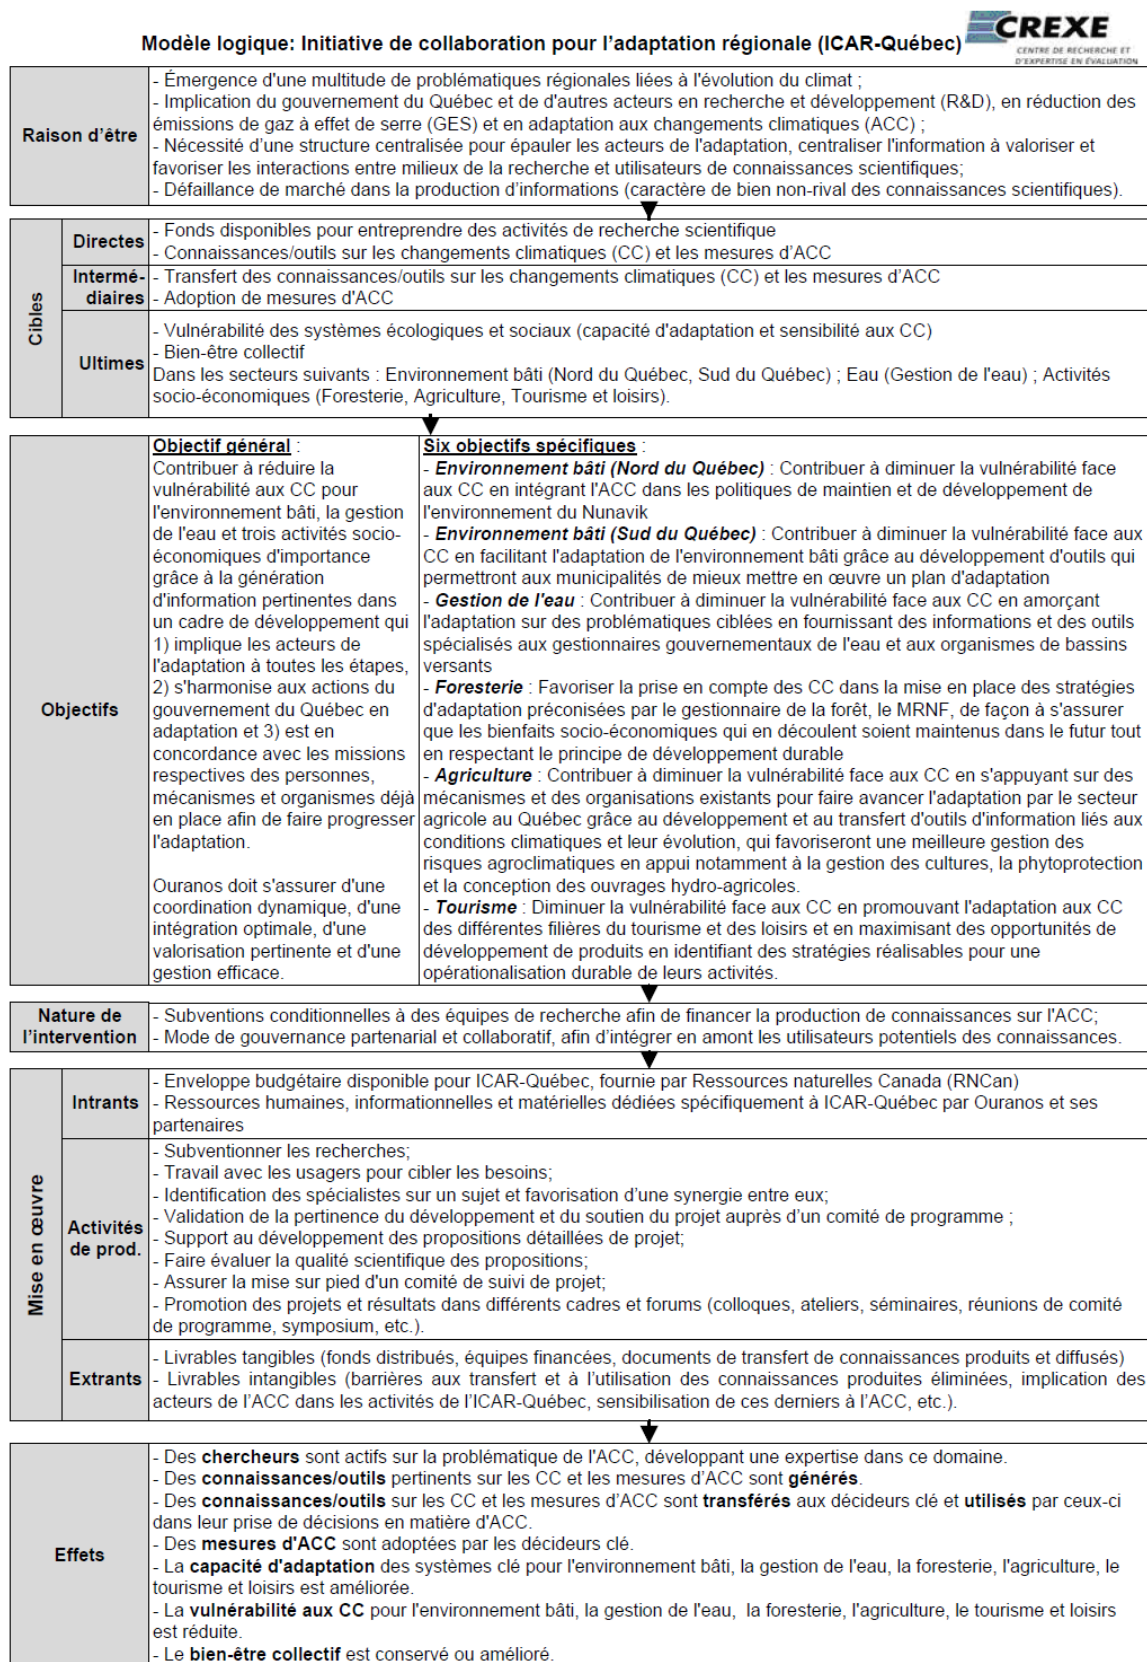 CREXE
CENTRE DE RECHERCHE ET
D'EXPERTISE EN ÉVALUATION
Modèle logique: Initiative de collaboration pour l'adaptation régionale (ICAR-Québec)
Raison d'être
- Émergence d'une multitude de problématiques régionales liées à l'évolution du climat ;
- Implication du gouvernement du Québec et de d'autres acteurs en recherche et développement (R&D), en réduction des
émissions de gaz à effet de serre (GES) et en adaptation aux changements climatiques (ACC) ;
- Nécessité d'une structure centralisée pour épauler les acteurs de l'adaptation, centraliser l'information à valoriser et
favoriser les interactions entre milieu de la recherche et utilisateurs de connaissances scientifiques;
- Défaillance de marché dans la production d'informations (caractère de bien non-rival des connaissances scientifiques).
Cibles
Directes
- Fonds disponibles pour entreprendre des activités de recherche scientifique
- Connaissances/outils sur les changements climatiques (CC) et les mesures d'ACC
Intermé-
diaires
- Transfert des connaissances/outils sur les changements climatiques (CC) et les mesures d'ACC
- Adoption de mesures d'ACC
Ultimes
- Vulnérabilité des systèmes écologiques et sociaux (capacité d'adaptation et sensibilité aux CC)
- Bien-être collectif
Dans les secteurs suivants : Environnement bâti (Nord du Québec, Sud du Québec) ; Eau (Gestion de l'eau) ; Activités
socio-économiques (Foresterie, Agriculture, Tourisme et loisirs).
Objectifs
Objectif général :
Contribuer à réduire la
vulnérabilité aux CC pour
l'environnement bâti, la gestion
de l'eau et trois activités socio-
économiques d'importance
grâce à la génération
d'information pertinentes dans
un cadre de développement qui
1) implique les acteurs de
l'adaptation à toutes les étapes,
2) s'harmonise aux actions du
gouvernement du Québec en
adaptation et 3) est en
concordance avec les missions
respectives des personnes,
mécanismes et organismes déjà
en place afin de faire progresser
l'adaptation.
Ouranos doit s'assurer d'une
coordination dynamique, d'une
intégration optimale, d'une
valorisation pertinente et d'une
gestion efficace.
Six objectifs spécifiques :
- Environnement bâti (Nord du Québec) : Contribuer à diminuer la vulnérabilité face
aux CC en intégrant l'ACC dans les politiques de maintien et de développement de
l'environnement du Nunavik
- Environnement bâti (Sud du Québec) : Contribuer à diminuer la vulnérabilité face aux
CC en facilitant l'adaptation de l'environnement bâti grâce au développement d'outils qui
permettront aux municipalités de mieux mettre en œuvre un plan d'adaptation
- Gestion de l'eau : Contribuer à diminuer la vulnérabilité face aux CC en amorçant
l'adaptation sur des problématiques ciblées en fournissant des informations et des outils
spécialisés aux gestionnaires gouvernementaux de l'eau et aux organismes de bassins
versants
- Foresterie : Favoriser la prise en compte des CC dans la mise en place des stratégies
d'adaptation préconisées par le gestionnaire de la forêt, le MRNF, de façon à s'assurer
que les bienfaits socio-économiques qui en découlent soient maintenus dans le futur tout
en respectant le principe de développement durable
- Agriculture : Contribuer à diminuer la vulnérabilité face aux CC en s'appuyant sur des
mécanismes et des organisations existants pour faire avancer l'adaptation par le secteur
agricole au Québec grâce au développement et au transfert d'outils d'information liés aux
conditions climatiques et leur évolution, qui favoriseront une meilleure gestion des
risques agroclimatiques en appui notamment à la gestion des cultures, la phytoprotection
et la conception des ouvrages hydro-agricoles.
- Tourisme : Diminuer la vulnérabilité face aux CC en promouvant l'adaptation aux CC
des différentes filières du tourisme et des loisirs et en maximisant des opportunités de
développement de produits en identifiant des stratégies réalisables pour une
opérationalisation durable de leurs activités.
Nature de
l'intervention
- Subventions conditionnelles à des équipes de recherche afin de financer la production de connaissances sur l'ACC;
- Mode de gouvernance partenarial et collaboratif, afin d'intégrer en amont les utilisateurs potentiels des connaissances.
Mise en œuvre
Intrants
- Enveloppe budgétaire disponible pour ICAR-Québec, fournie par Ressources naturelles Canada (RNCan)
- Ressources humaines, informationnelles et matérielles dédiées spécifiquement à ICAR-Québec par Ouranos et ses
partenaires
Activités
de prod.
- Subventionner les recherches;
- Travail avec les usagers pour cibler les besoins;
- Identification des spécialistes sur un sujet et favorisation d'une synergie entre eux;
- Validation de la pertinence du développement et du soutien du projet auprès d'un comité de programme ;
- Support au développement des propositions détaillées de projet;
- Faire évaluer la qualité scientifique des propositions;
- Assurer la mise sur pied d'un comité de suivi de projet;
- Promotion des projets et résultats dans différents cadres et forums (colloques, ateliers, séminaires, réunions de comité
de programme, symposium, etc.).
Extrants
- Livrables tangibles (fonds distribués, équipes financées, documents de transfert de connaissances produits et diffusés)
- Livrables intangibles (barrières aux transfert et à l'utilisation des connaissances produites éliminées, implication des
acteurs de l'ACC dans les activités de l'ICAR-Québec, sensibilisation de ces derniers à l'ACC, etc.).
Effets
- Des chercheurs sont actifs sur la problématique de l'ACC, développant une expertise dans ce domaine.
- Des connaissances/outils pertinents sur les CC et les mesures d'ACC sont générés.
- Des connaissances/outils sur les CC et les mesures d'ACC sont transférés aux décideurs clé et utilisés par ceux-ci
dans leur prise de décisions en matière d'ACC.
- Des mesures d'ACC sont adoptées par les décideurs clé.
- La capacité d'adaptation des systèmes clé pour l'environnement bâti, la gestion de l'eau, la foresterie, l'agriculture, le
tourisme et loisirs est améliorée.
- La vulnérabilité aux CC pour l'environnement bâti, la gestion de l'eau, la foresterie, l'agriculture, le tourisme et loisirs
est réduite.
- Le bien-être collectif est conservé ou amélioré.